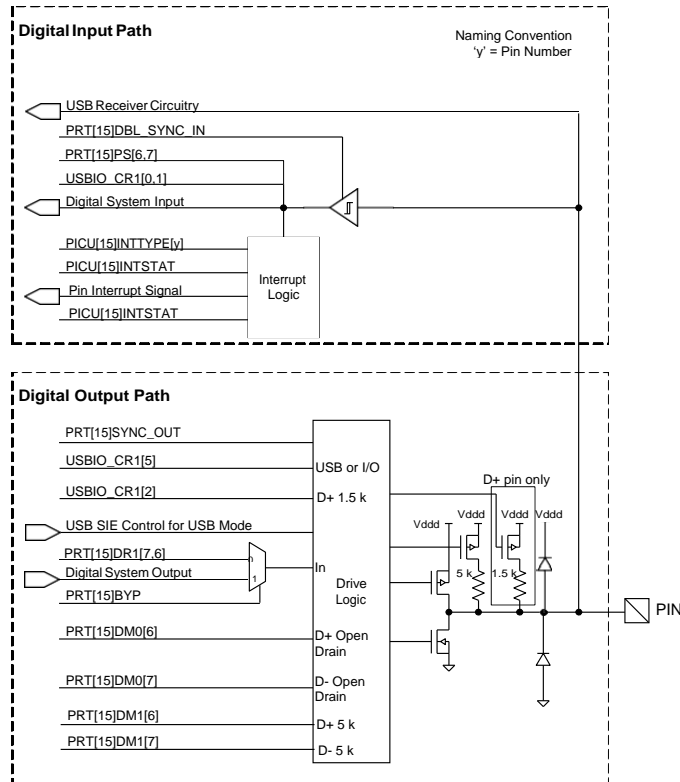 Digital Input Path
Naming Convention
‘y’ = Pin Number
USB Receiver Circuitry
PRT[15]DBL_SYNC_IN
PRT[15]PS[6,7]
USBIO_CR1[0,1]
Digital System Input
PICU[15]INTTYPE[y]
PICU[15]INTSTAT
Pin Interrupt Signal
PICU[15]INTSTAT
Interrupt
Logic
Digital Output Path
PRT[15]SYNC_OUT
USBIO_CR1[5]
USB or I/O
USBIO_CR1[2]
D+ 1.5 k
D+ pin only
Vddd
Vddd
Vddd
Vddd
USB SIE Control for USB Mode
PRT[15]DR1[7,6]
0
Digital System Output
1
PRT[15]BYP
In
Drive
Logic
5 k
1.5 k
PIN
PRT[15]DM0[6]
D+ Open
Drain
PRT[15]DM0[7]
D- Open
Drain
PRT[15]DM1[6]
D+ 5 k
PRT[15]DM1[7]
D- 5 k